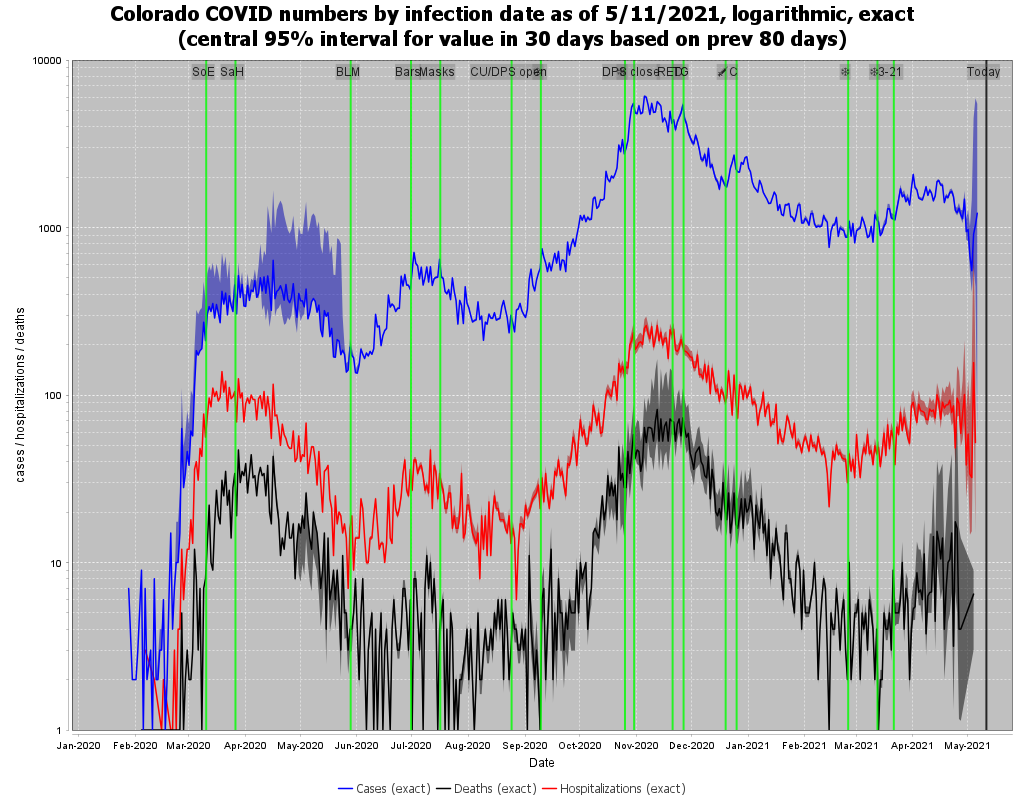 Colorado COVID numbers by infection date as of 5/11/2021, logarithmic, exact
(central 95% interval for value in 30 days based on prev 80 days)
SoE SaH BLM Bars Masks CU/DPS open DPS close C 3-21 Today
cases / hospitalizations / deaths
10000
1000
100
10
1
Jan-2020 Feb-2020 Mar-2020 Apr-2020 May-2020 Jun-2020 Jul-2020 Aug-2020 Sep-2020 Oct-2020 Nov-2020 Dec-2020 Jan-2021 Feb-2021 Mar-2021 Apr-2021 May-2021
Date
Cases (exact) Deaths (exact) Hospitalizations (exact)